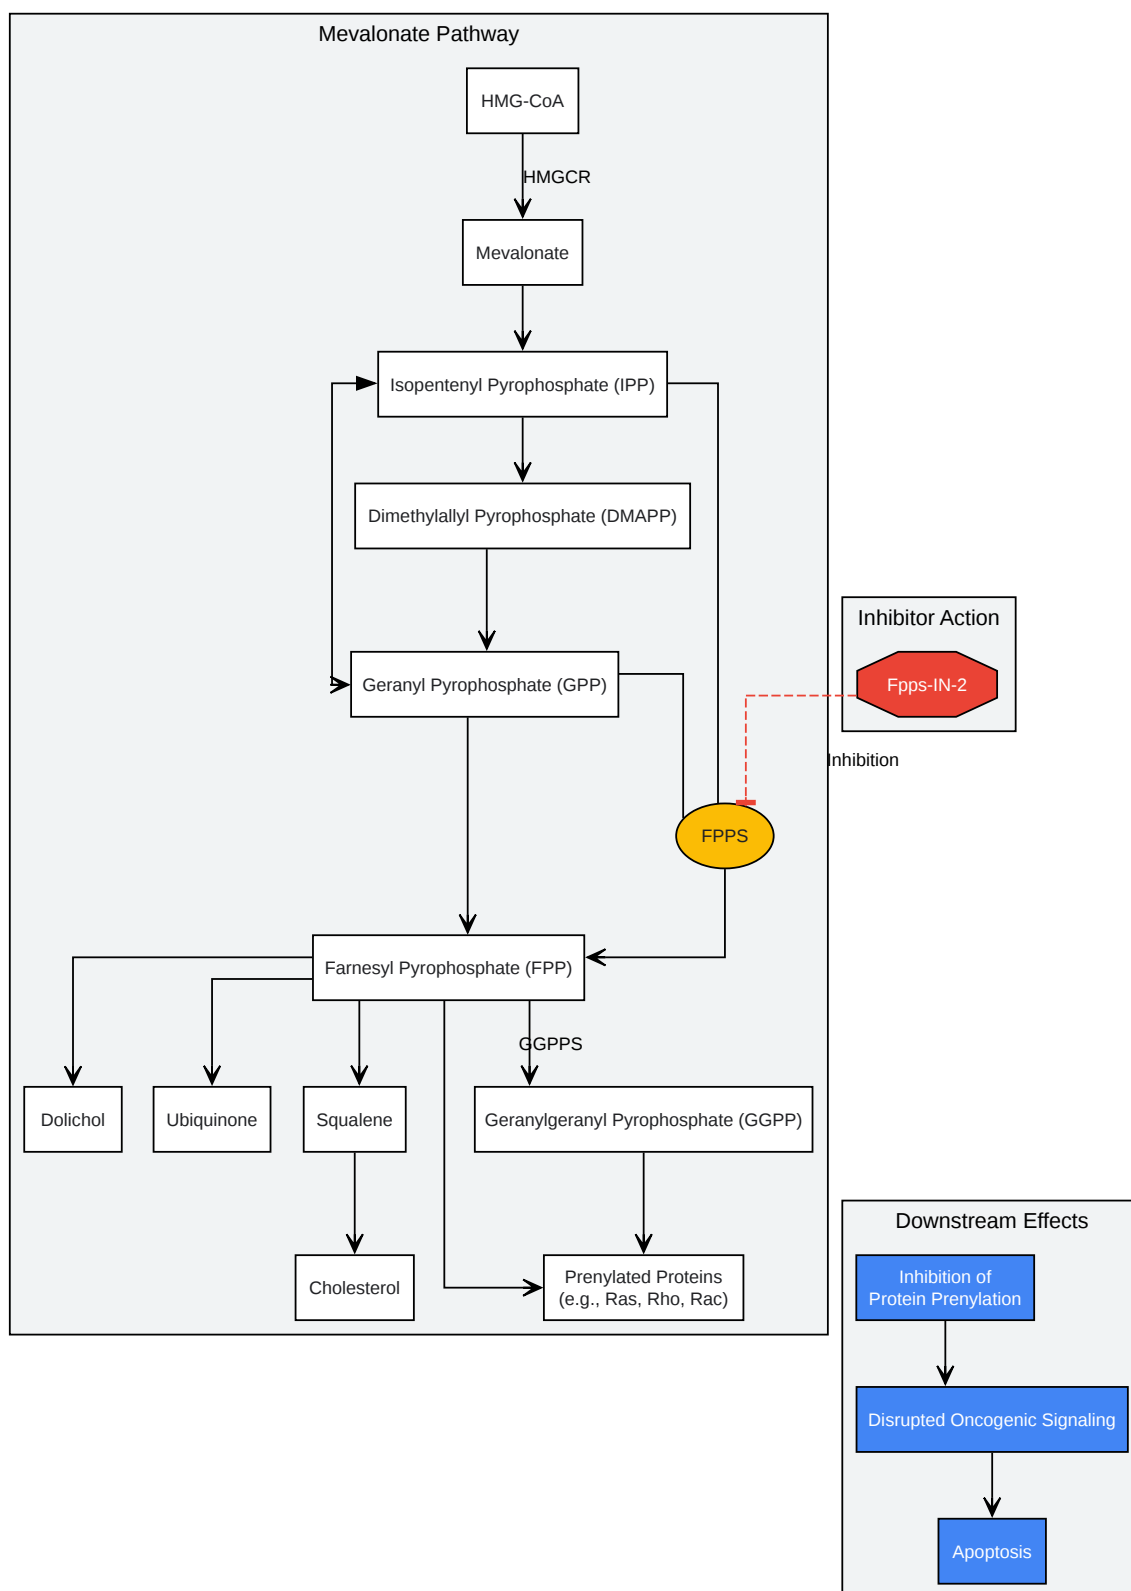 Mevalonate Pathway
HMG-CoA
HMGCR
Mevalonate
Isopentenyl Pyrophosphate (IPP)
Dimethylallyl Pyrophosphate (DMAPP)
Inhibitor Action
Geranyl Pyrophosphate (GPP)
Fpps-IN-2
Inhibition
FPPS
Farnesyl Pyrophosphate (FPP)
GGPPS
Dolichol
Ubiquinone
Squalene
Geranylgeranyl Pyrophosphate (GGPP)
Cholesterol
Prenylated Proteins
(e.g., Ras, Rho, Rac)
Downstream Effects
Inhibition of
Protein Prenylation
Disrupted Oncogenic Signaling
Apoptosis